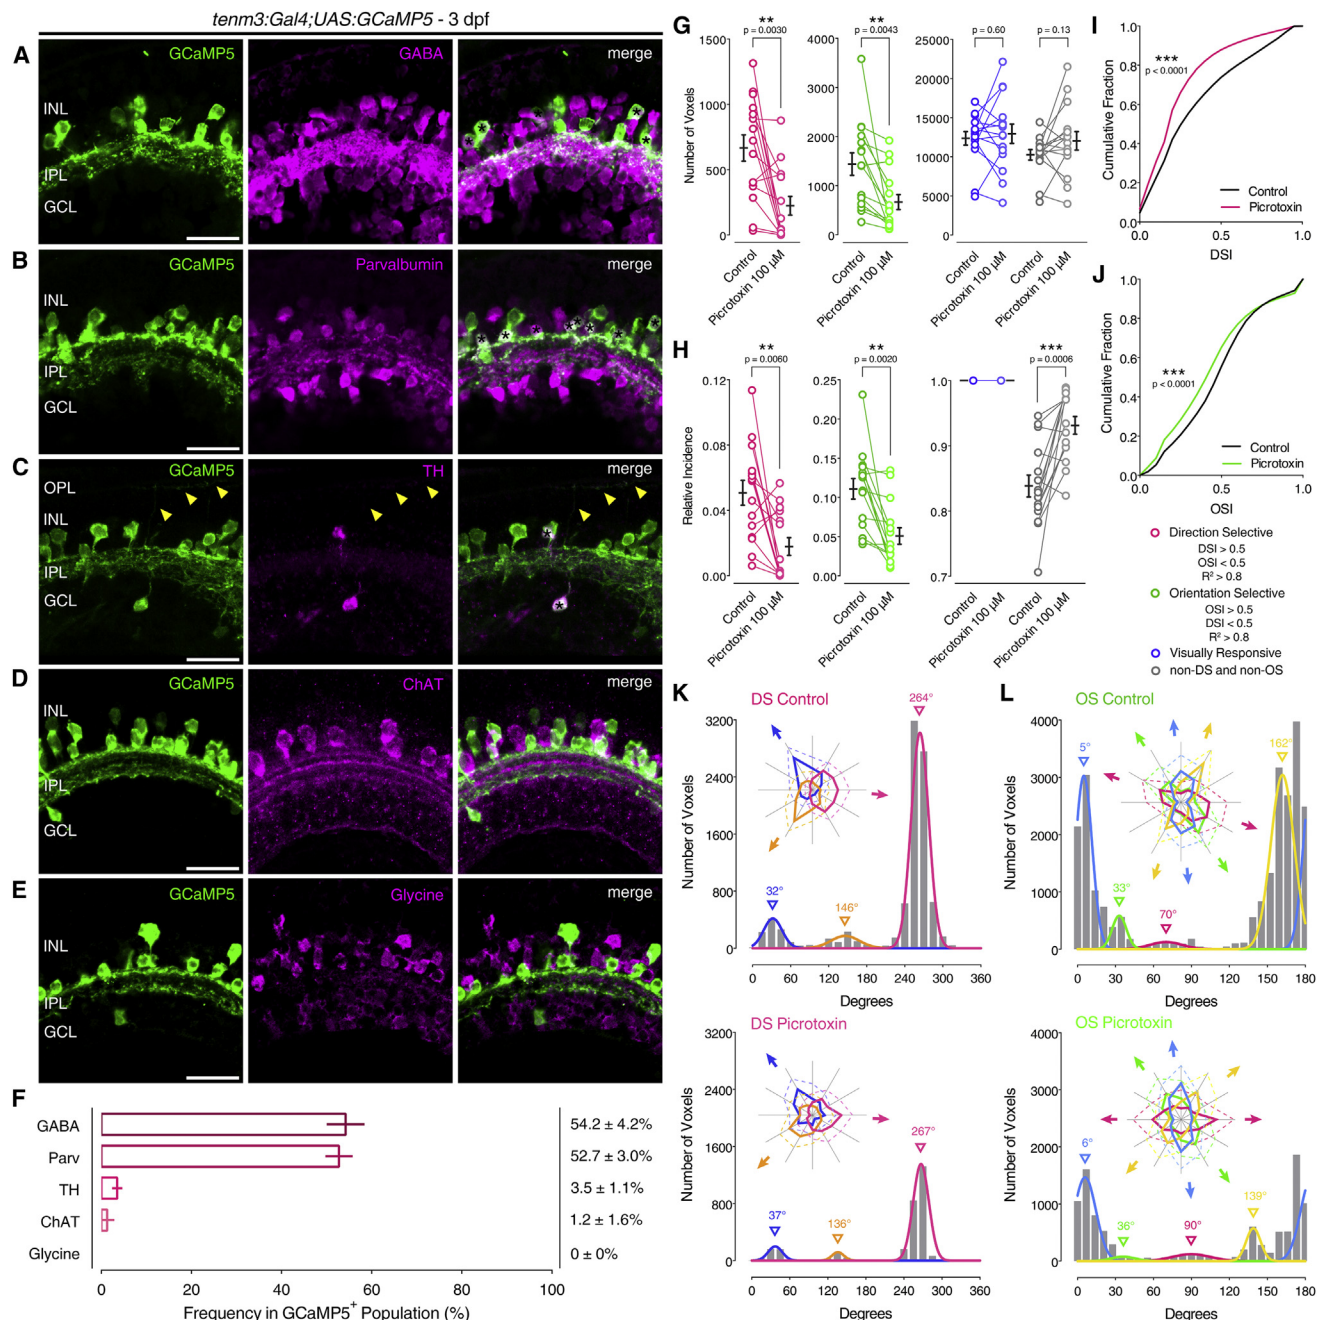 tenm3:Gal4;UAS:GCaMP5 - 3 dpf
A
GCaMP5
GABA
merge
INL
IPL
GCL
B
GCaMP5
Parvalbumin
merge
INL
IPL
GCL
C
GCaMP5
TH
merge
OPL
INL
IPL
GCL
*
*
D
GCaMP5
ChAT
merge
INL
IPL
GCL
E
GCaMP5
Glycine
merge
INL
IPL
GCL
F
GABA
54.2 ± 4.2%
Parv
52.7 ± 3.0%
TH
3.5 ± 1.1%
ChAT
1.2 ± 1.6%
Glycine
0 ± 0%
0 20 40 60 80 100
Frequency in GCaMP5+ Population (%)
G
Number of Voxels
**
p = 0.0030
1500
1000
500
0
Control
Picrotoxin 100 µM
**
p = 0.0043
4000
3000
2000
1000
0
Control
Picrotoxin 100 µM
p = 0.60
p = 0.13
25000
20000
15000
10000
5000
0
Control
Picrotoxin 100 µM
Control
Picrotoxin 100 µM
H
Relative Incidence
**
p = 0.0060
0.12
0.08
0.04
0.00
Control
Picrotoxin 100 µM
**
p = 0.0020
0.25
0.20
0.15
0.10
0.05
0.00
Control
Picrotoxin 100 µM
***
p = 0.0006
1.0
0.9
0.8
0.7
Control
Picrotoxin 100 µM
Control
Picrotoxin 100 µM
I
Cumulative Fraction
1.0
0.8
0.6
0.4
0.2
0.0
***
p < 0.0001
Control
Picrotoxin
0.0 0.5 1.0
DSI
J
Cumulative Fraction
1.0
0.8
0.6
0.4
0.2
0.0
***
p < 0.0001
Control
Picrotoxin
0.0 0.5 1.0
OSI
Direction Selective
DSI > 0.5
OSI < 0.5
R² > 0.8
Orientation Selective
OSI > 0.5
DSI < 0.5
R² > 0.8
Visually Responsive
non-DS and non-OS
K
DS Control
Number of Voxels
3200
2400
1600
800
0
32°
146°
264°
0 60 120 180 240 300 360
Degrees
DS Picrotoxin
Number of Voxels
3200
2400
1600
800
0
37°
136°
267°
0 60 120 180 240 300 360
Degrees
L
OS Control
Number of Voxels
4000
3000
2000
1000
0
5°
33°
70°
162°
0 30 60 90 120 150 180
Degrees
OS Picrotoxin
Number of Voxels
4000
3000
2000
1000
0
6°
36°
90°
139°
0 30 60 90 120 150 180
Degrees